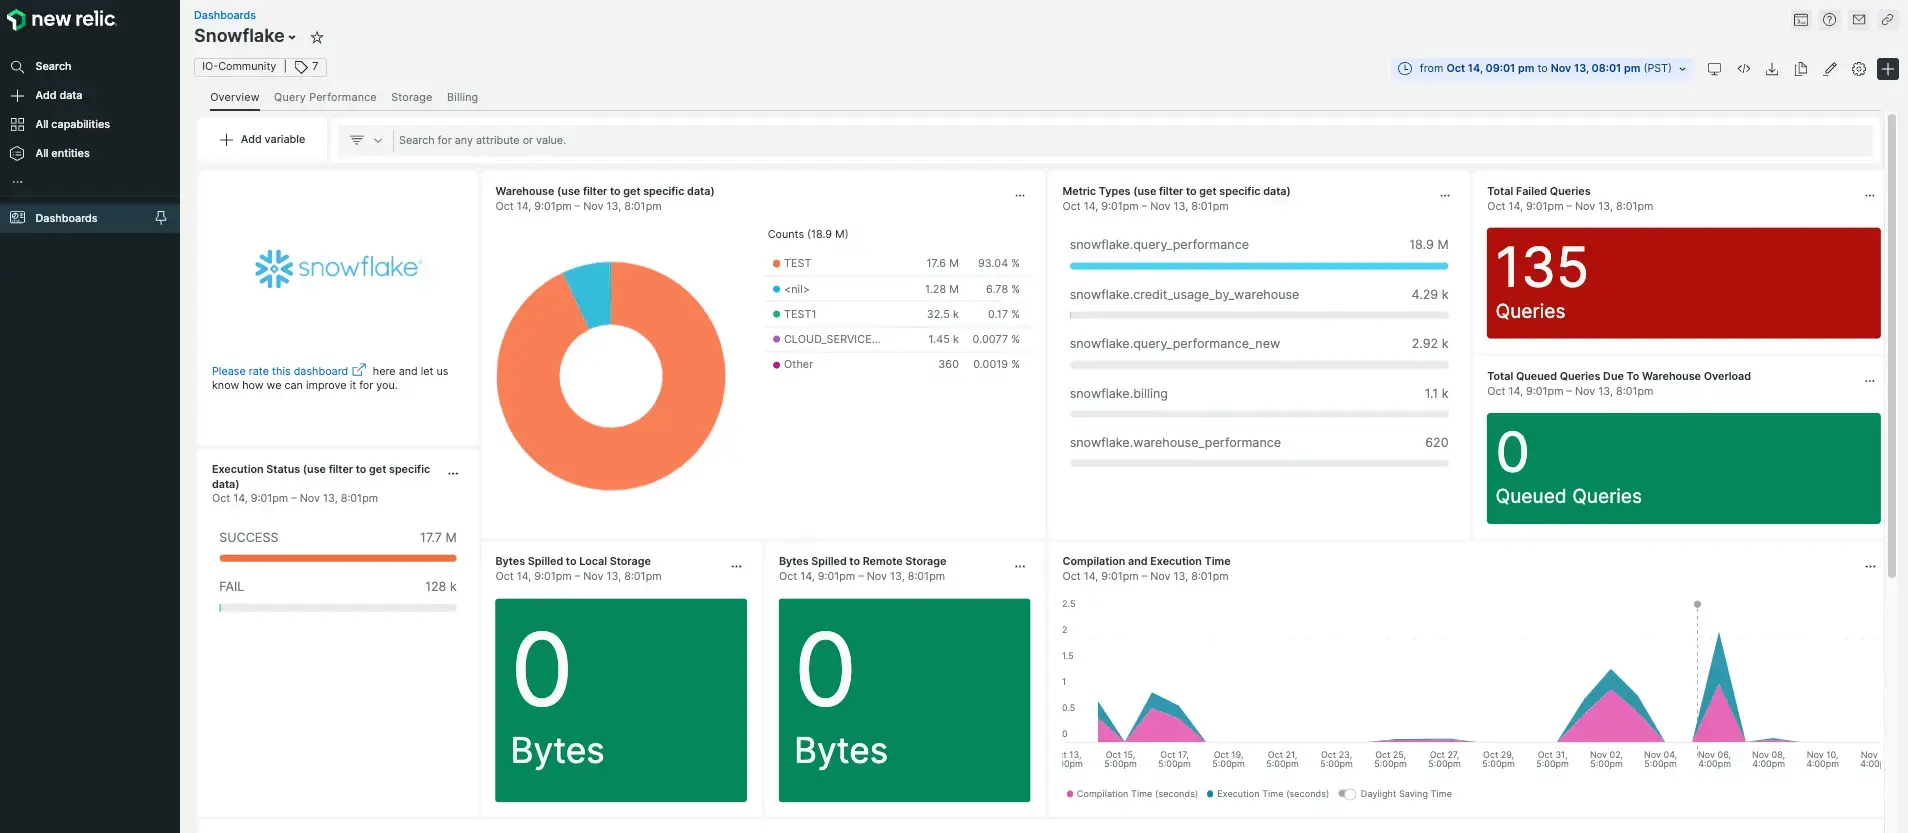 new relic
Search
Add data
All capabilities
All entities
...
Dashboards
Dashboards
Snowflake
IO-Community | 7
from Oct 14, 09:01 pm to Nov 13, 08:01 pm (PST)
Overview Query Performance Storage Billing
Add variable
Search for any attribute or value.
snowflake
Please rate this dashboard here and let us
know how we can improve it for you.
Execution Status (use filter to get specific
data)
Oct 14, 9:01pm – Nov 13, 8:01pm
SUCCESS 17.7 M
FAIL 128 k
Warehouse (use filter to get specific data)
Oct 14, 9:01pm – Nov 13, 8:01pm
Counts (18.9 M)
TEST 17.6 M 93.04 %
<nil> 1.28 M 6.78 %
TEST1 32.5 k 0.17 %
CLOUD_SERVICE... 1.45 k 0.0077 %
Other 360 0.0019 %
Metric Types (use filter to get specific data)
Oct 14, 9:01pm – Nov 13, 8:01pm
snowflake.query_performance 18.9 M
snowflake.credit_usage_by_warehouse 4.29 k
snowflake.query_performance_new 2.92 k
snowflake.billing 1.1 k
snowflake.warehouse_performance 620
Total Failed Queries
Oct 14, 9:01pm – Nov 13, 8:01pm
135
Queries
Total Queued Queries Due To Warehouse Overload
Oct 14, 9:01pm – Nov 13, 8:01pm
0
Queued Queries
Bytes Spilled to Local Storage
Oct 14, 9:01pm – Nov 13, 8:01pm
0
Bytes
Bytes Spilled to Remote Storage
Oct 14, 9:01pm – Nov 13, 8:01pm
0
Bytes
Compilation and Execution Time
Oct 14, 9:01pm – Nov 13, 8:01pm
2.5
2
1.5
1
0.5
0
t 13, Oct 15, Oct 17, Oct 19, Oct 21, Oct 23, Oct 25, Oct 27, Oct 29, Oct 31, Nov 02, Nov 04, Nov 06, Nov 08, Nov 10, Nov
00pm 5:00pm 5:00pm 5:00pm 5:00pm 5:00pm 5:00pm 5:00pm 5:00pm 5:00pm 5:00pm 5:00pm 4:00pm 4:00pm 4:00pm 4:00
Compilation Time (seconds) Execution Time (seconds) Daylight Saving Time